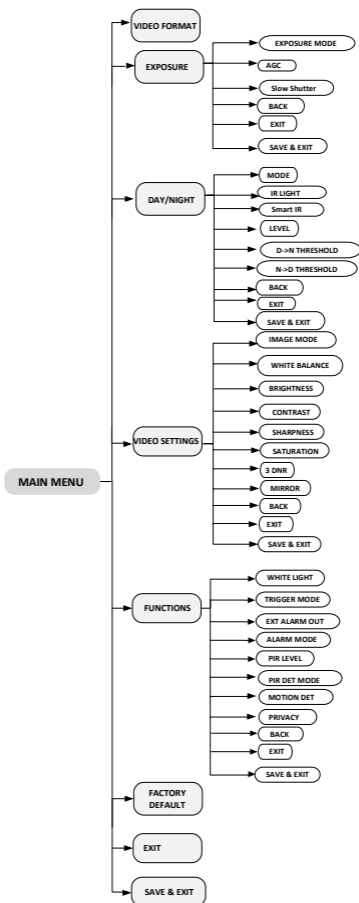 MAIN MENU
VIDEO FORMAT
EXPOSURE
EXPOSURE MODE
AGC
Slow Shutter
BACK
EXIT
SAVE & EXIT
DAY/NIGHT
MODE
IR LIGHT
Smart IR
LEVEL
D->N THRESHOLD
N->D THRESHOLD
BACK
EXIT
SAVE & EXIT
VIDEO SETTINGS
IMAGE MODE
WHITE BALANCE
BRIGHTNESS
CONTRAST
SHARPNESS
SATURATION
3 DNR
MIRROR
BACK
EXIT
SAVE & EXIT
FUNCTIONS
WHITE LIGHT
TRIGGER MODE
EXT ALARM OUT
ALARM MODE
PIR LEVEL
PIR DET MODE
MOTION DET
PRIVACY
BACK
EXIT
SAVE & EXIT
FACTORY
DEFAULT
EXIT
SAVE & EXIT